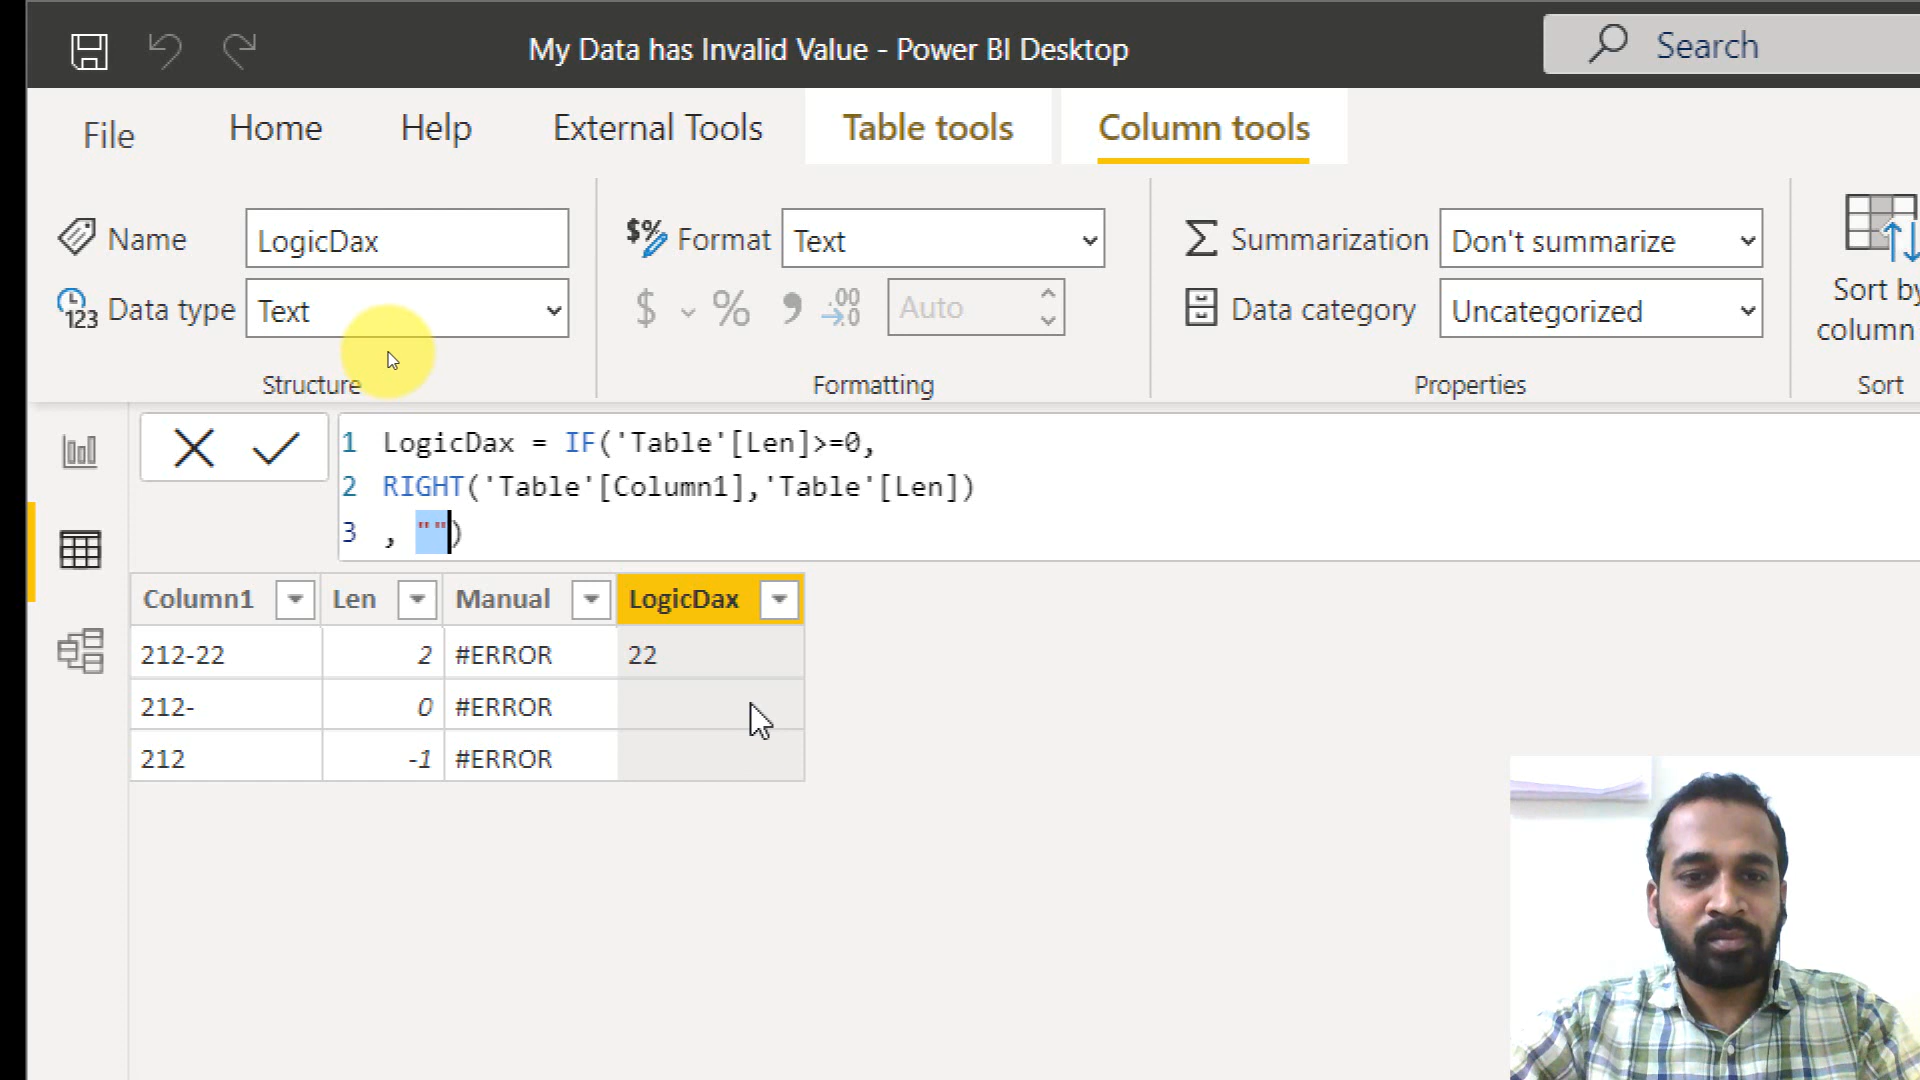 My Data has Invalid Value - Power BI Desktop
Search
File
Home
Help
External Tools
Table tools
Column tools
Name
LogicDax
Format
Text
Summarization
Don't summarize
Data type
Text
$
%
Auto
Data category
Uncategorized
Sort by
column
Structure
Formatting
Properties
Sort
1 LogicDax = IF('Table'[Len]>=0,
2 RIGHT('Table'[Column1],'Table'[Len])
3 , "")
Column1 Len Manual LogicDax
212-22 2 #ERROR 22
212- 0 #ERROR
212 -1 #ERROR